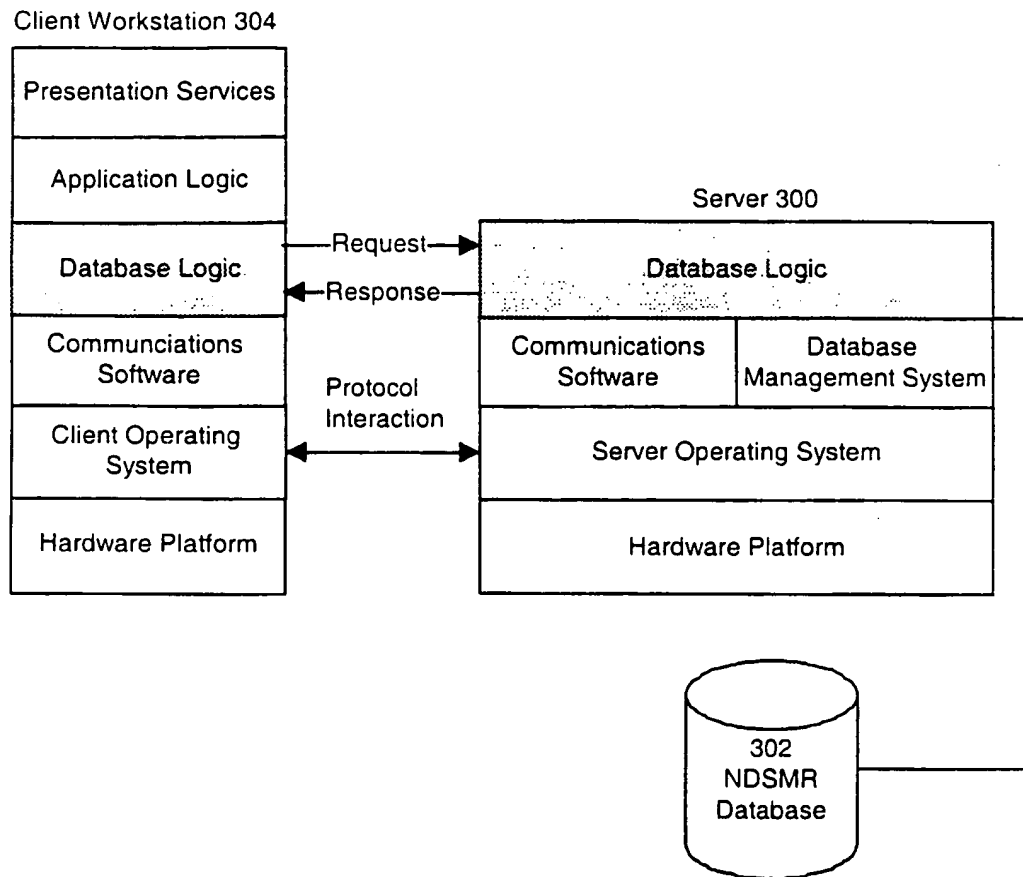 Client Workstation 304
Presentation Services
Application Logic
Database Logic
Communciations
Software
Client Operating
System
Hardware Platform
Request
Response
Protocol
Interaction
Server 300
Database Logic
Communications
Software
Database
Management System
Server Operating System
Hardware Platform
302
NDSMR
Database